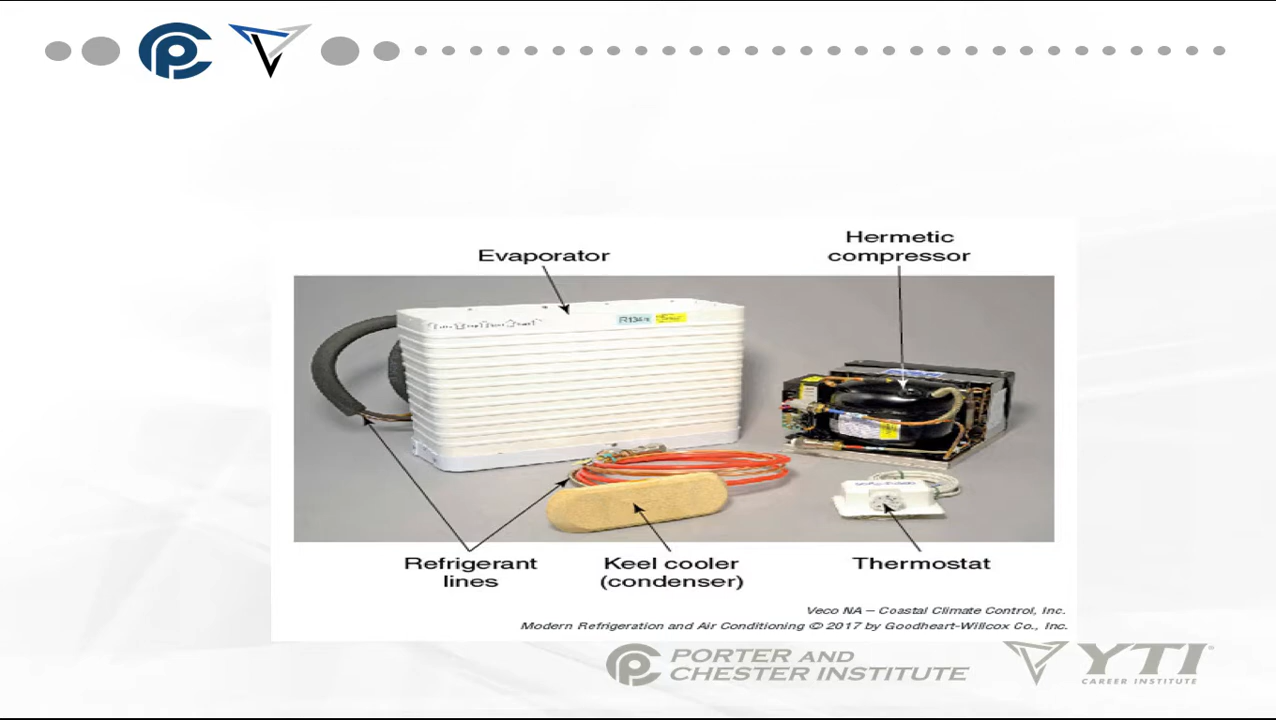 Hermetic
compressor
Evaporator
R134a
Refrigerant
lines
Keel cooler
(condenser)
Thermostat
Veco NA – Coastal Climate Control, Inc.
Modern Refrigeration and Air Conditioning © 2017 by Goodheart-Willcox Co., Inc.
PORTER AND
CHESTER INSTITUTE
YTI
CAREER INSTITUTE